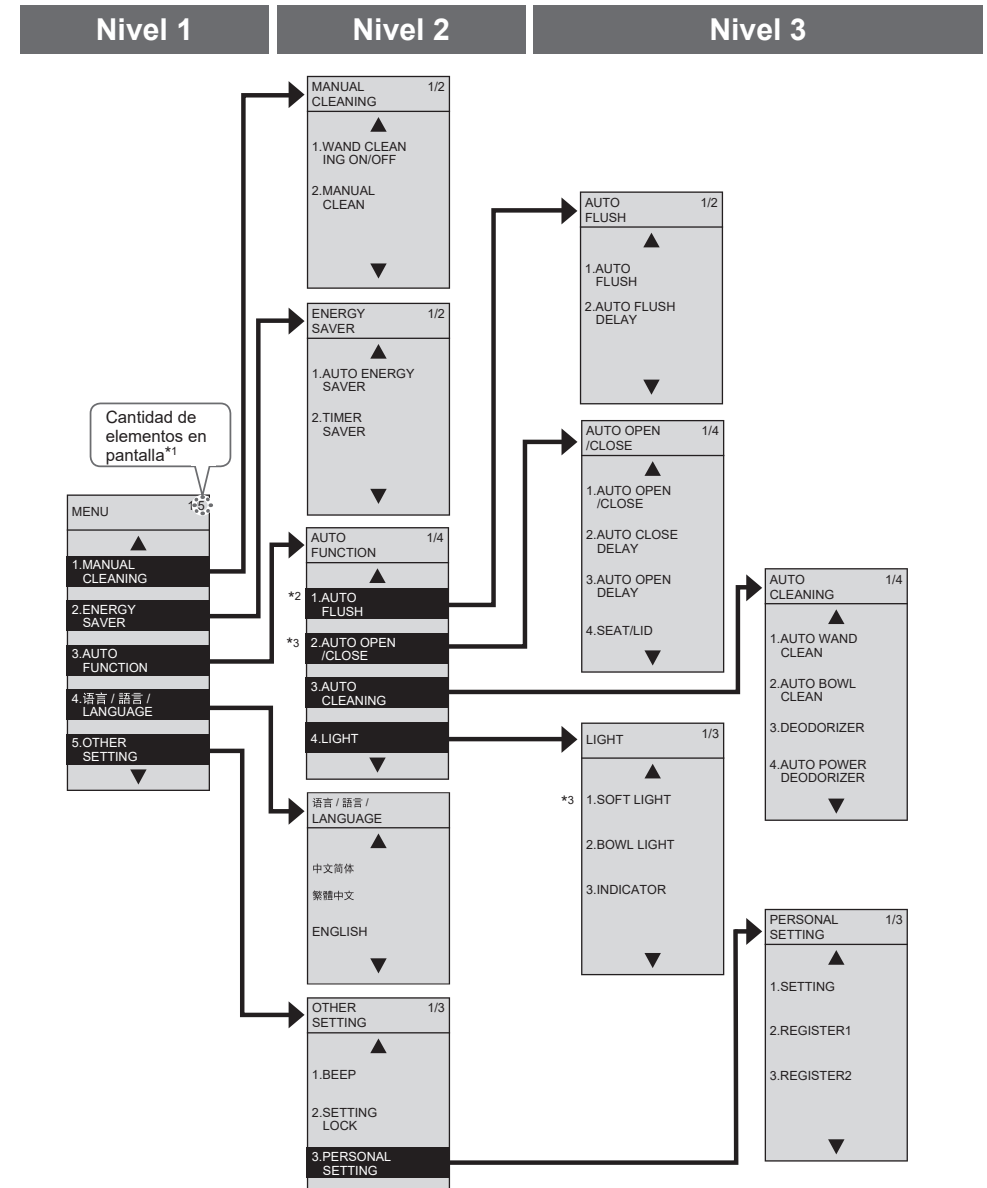 Nivel 1
Nivel 2
Nivel 3
MANUAL 1/2
CLEANING
1.WAND CLEAN
ING ON/OFF
2.MANUAL
CLEAN
ENERGY 1/2
SAVER
1.AUTO ENERGY
SAVER
2.TIMER
SAVER
Cantidad de
elementos en
pantalla*1
MENU 1/5
1.MANUAL
CLEANING
2.ENERGY
SAVER
3.AUTO
FUNCTION
4.语言 / 語言 /
LANGUAGE
5.OTHER
SETTING
AUTO 1/4
FUNCTION
*2 1.AUTO
FLUSH
*3 2.AUTO OPEN
/CLOSE
3.AUTO
CLEANING
4.LIGHT
语言 / 語言 /
LANGUAGE
中文简体
繁體中文
ENGLISH
OTHER 1/3
SETTING
1.BEEP
2.SETTING
LOCK
3.PERSONAL
SETTING
AUTO 1/2
FLUSH
1.AUTO
FLUSH
2.AUTO FLUSH
DELAY
AUTO OPEN 1/4
/CLOSE
1.AUTO OPEN
/CLOSE
2.AUTO CLOSE
DELAY
3.AUTO OPEN
DELAY
4.SEAT/LID
LIGHT 1/3
*3 1.SOFT LIGHT
2.BOWL LIGHT
3.INDICATOR
AUTO 1/4
CLEANING
1.AUTO WAND
CLEAN
2.AUTO BOWL
CLEAN
3.DEODORIZER
4.AUTO POWER
DEODORIZER
PERSONAL 1/3
SETTING
1.SETTING
2.REGISTER1
3.REGISTER2